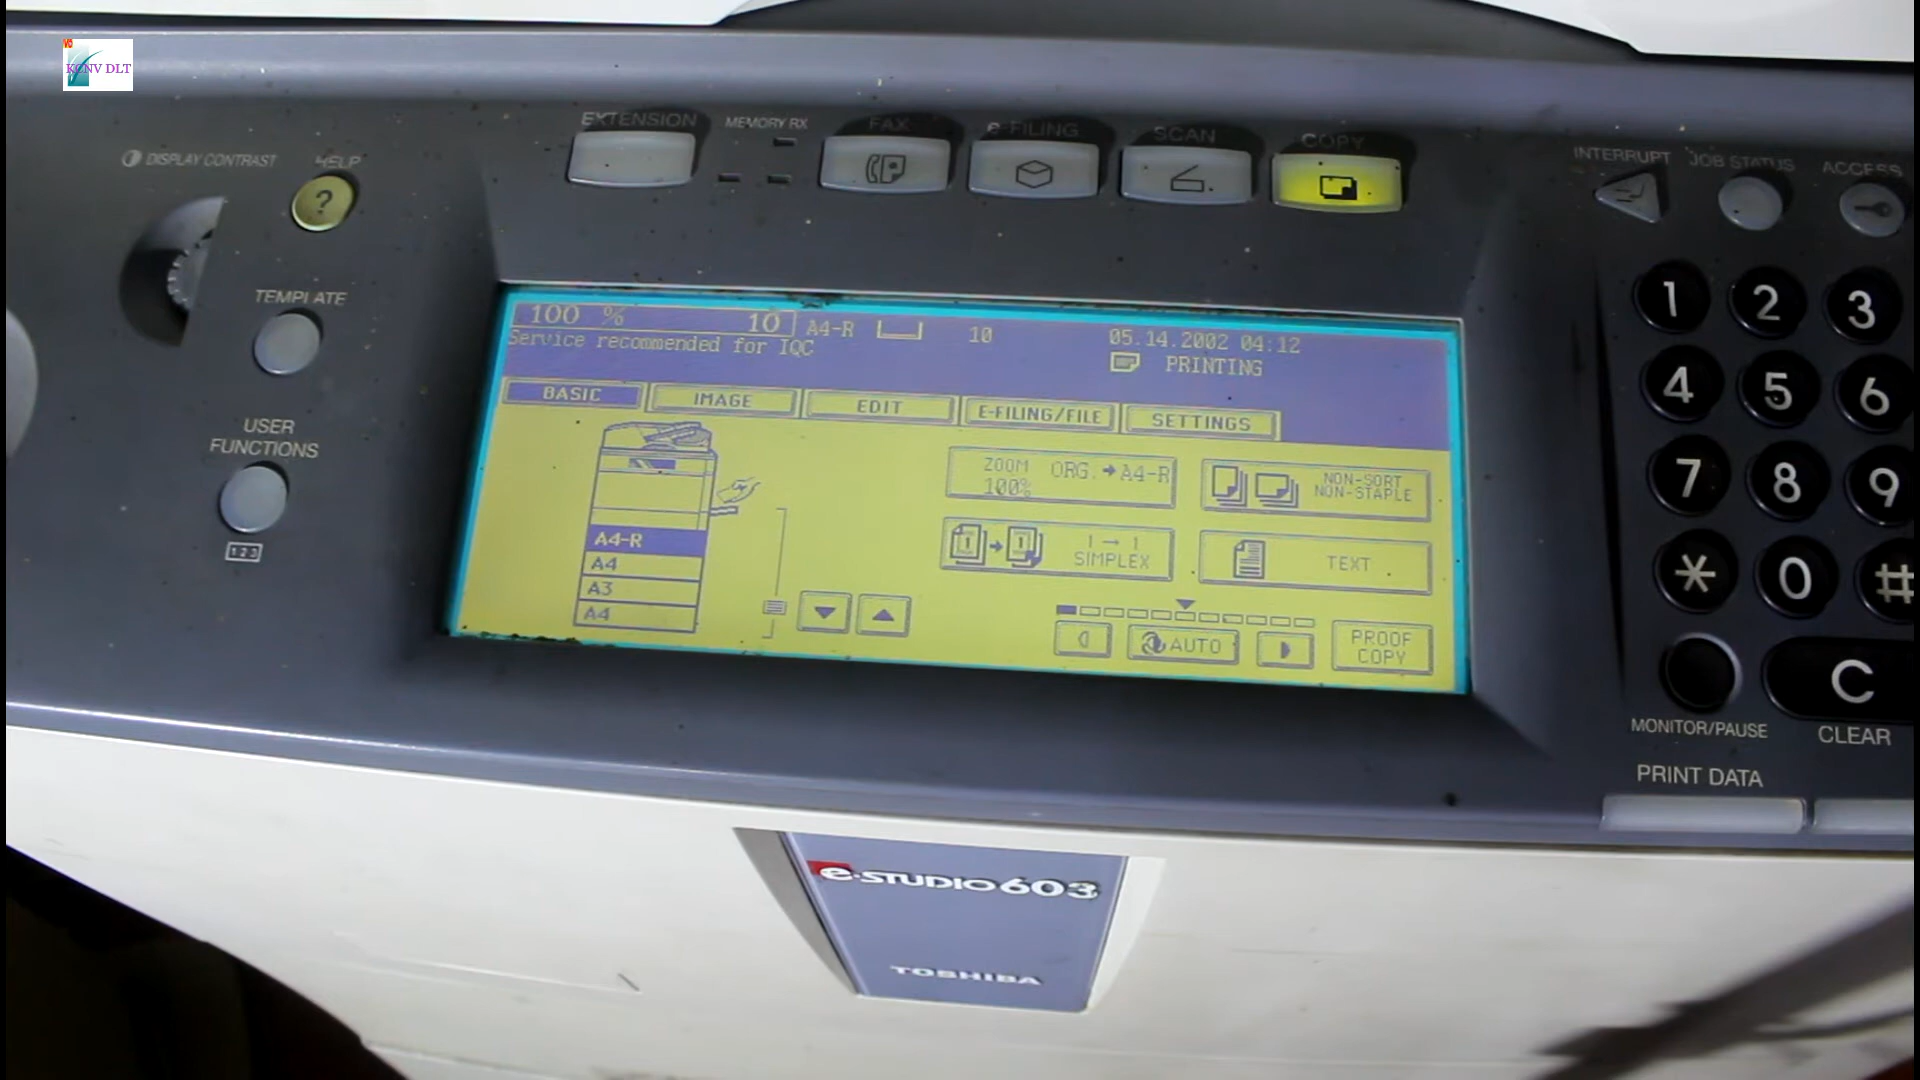 Võ
KCNV DLT
EXTENSION
MEMORY RX
FAX
e-FILING
SCAN
COPY
DISPLAY CONTRAST
HELP
?
INTERRUPT
JOB STATUS
ACCESS
TEMPLATE
USER
FUNCTIONS
123
100 % 10 A4-R 10 05.14.2002 04:12
Service recommended for IQC
PRINTING
BASIC
IMAGE
EDIT
E-FILING/FILE
SETTINGS
ZOOM ORG. → A4-R
100%
NON-SORT
NON-STAPLE
1 → 1
SIMPLEX
TEXT
A4-R
A4
A3
A4
AUTO
PROOF
COPY
1 2 3
4 5 6
7 8 9
* 0 #
C
MONITOR/PAUSE
CLEAR
PRINT DATA
e-STUDIO603
TOSHIBA